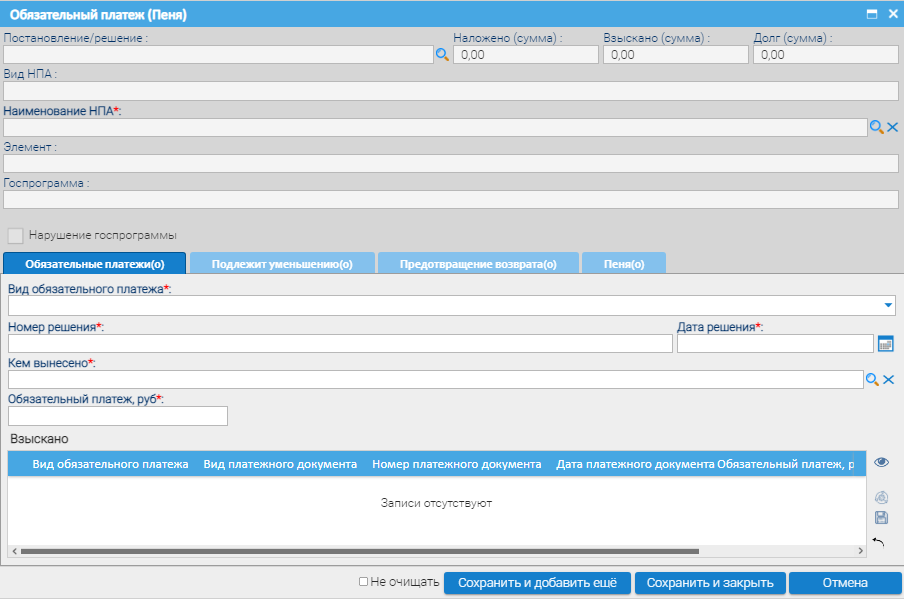 Обязательный платеж (Пеня)
Постановление/решение : Наложено (сумма) : Взыскано (сумма) : Долг (сумма) :
0,00 0,00 0,00
Вид НПА :
Наименование НПА*:
Элемент :
Госпрограмма :
Нарушение госпрограммы
Обязательные платежи(0) Подлежит уменьшению(0) Предотвращение возврата(0) Пеня(0)
Вид обязательного платежа*:
Номер решения*: Дата решения*:
Кем вынесено*:
Обязательный платеж, руб*:
Взыскано
Вид обязательного платежа Вид платежного документа Номер платежного документа Дата платежного документа Обязательный платеж, р
Записи отсутствуют
Не очищать Сохранить и добавить ещё Сохранить и закрыть Отмена